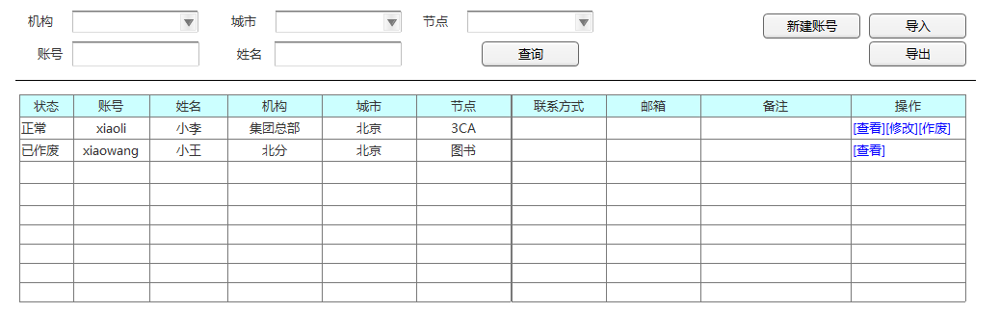 机构 城市 节点 新建账号 导入
账号 姓名 查询 导出
状态 账号 姓名 机构 城市 节点 联系方式 邮箱 备注 操作
正常 xiaoli 小李 集团总部 北京 3CA [查看][修改][作废]
已作废 xiaowang 小王 北分 北京 图书 [查看]